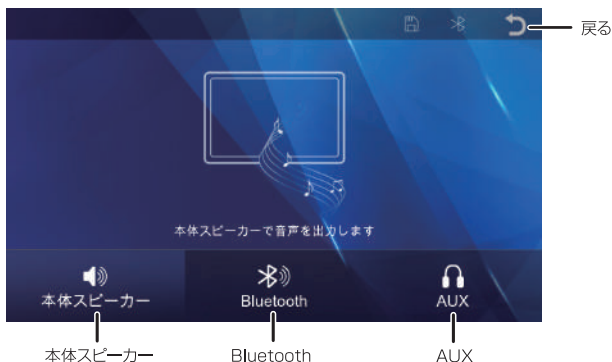 戻る
本体スピーカーで音声を出力します
本体スピーカー
Bluetooth
AUX
本体スピーカー
Bluetooth
AUX